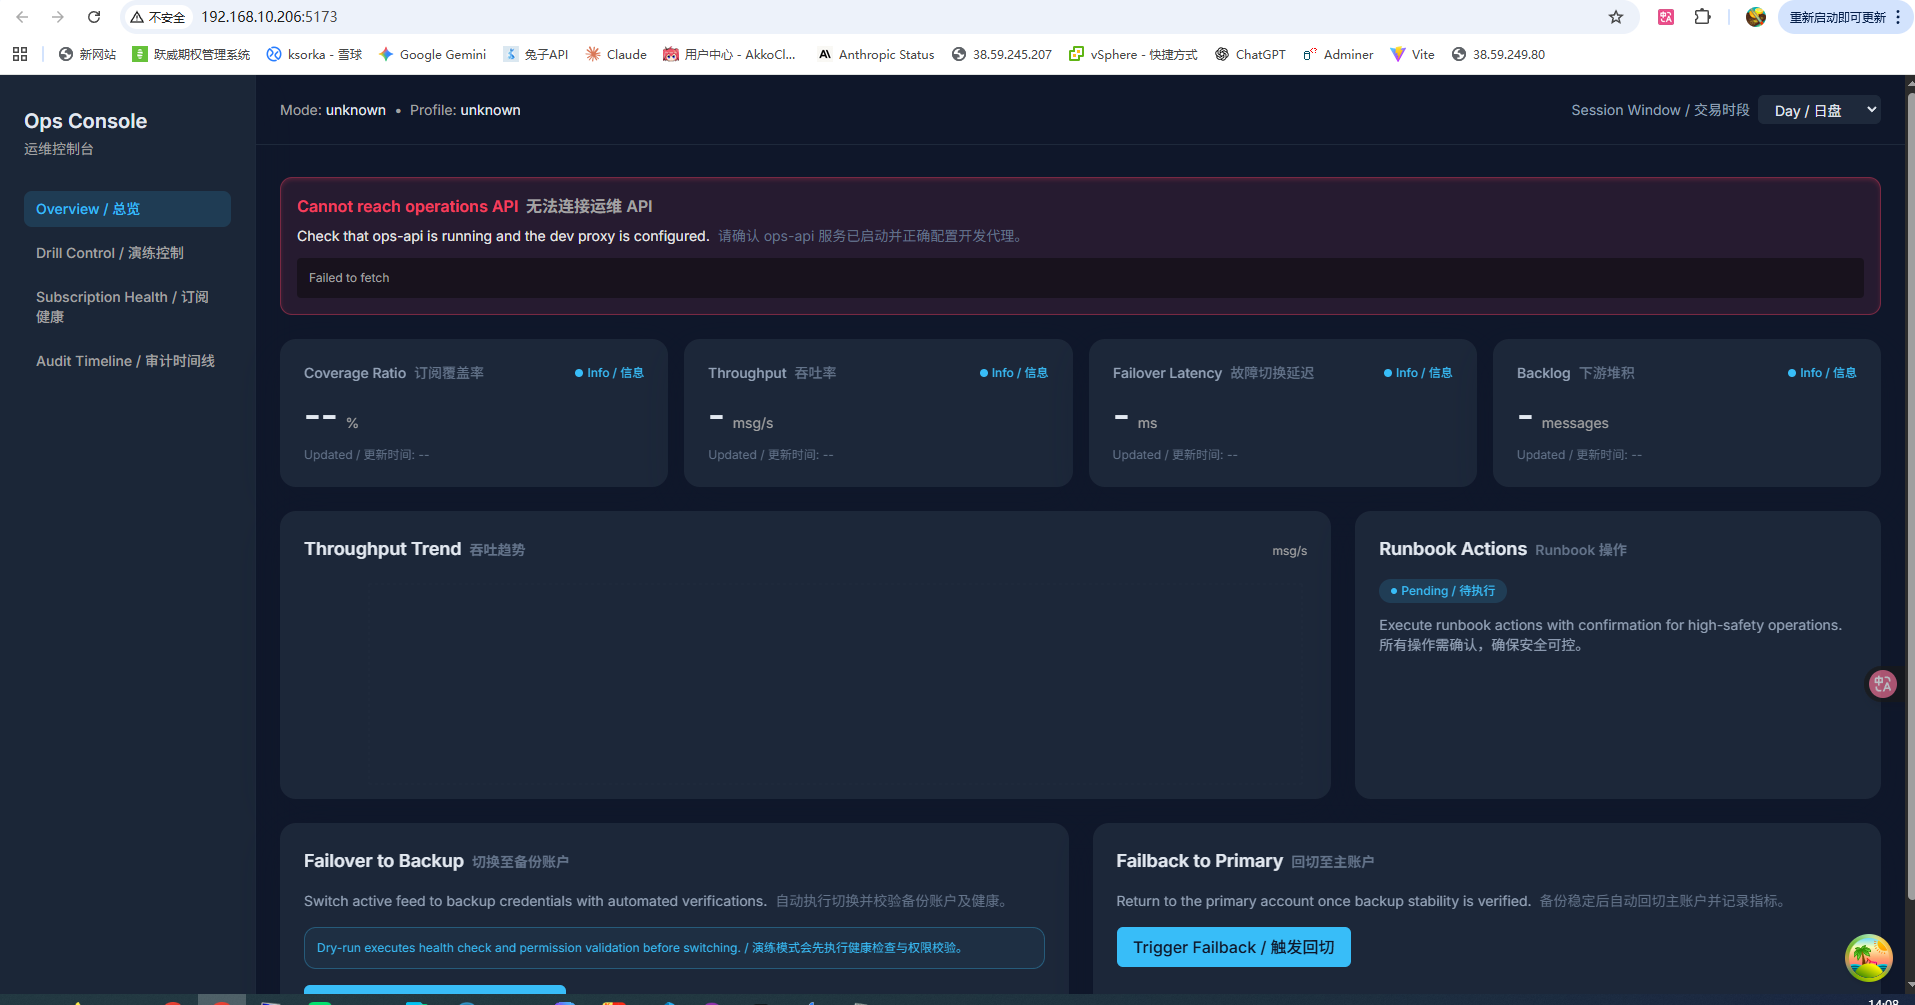 不安全 192.168.10.206:5173
重新启动即可更新
新网站 跃威期权管理系统 ksorka - 雪球 Google Gemini 兔子API Claude 用户中心 - AkkoCl... Anthropic Status 38.59.245.207 vSphere - 快捷方式 ChatGPT Adminer Vite 38.59.249.80
Ops Console
运维控制台
Overview / 总览
Drill Control / 演练控制
Subscription Health / 订阅
健康
Audit Timeline / 审计时间线
Mode: unknown • Profile: unknown
Session Window / 交易时段 Day / 日盘
Cannot reach operations API 无法连接运维 API
Check that ops-api is running and the dev proxy is configured. 请确认 ops-api 服务已启动并正确配置开发代理。
Failed to fetch
Coverage Ratio 订阅覆盖率 Info / 信息
-- %
Updated / 更新时间: --
Throughput 吞吐率 Info / 信息
- msg/s
Updated / 更新时间: --
Failover Latency 故障切换延迟 Info / 信息
- ms
Updated / 更新时间: --
Backlog 下游堆积 Info / 信息
- messages
Updated / 更新时间: --
Throughput Trend 吞吐趋势 msg/s
Runbook Actions Runbook 操作
Pending / 待执行
Execute runbook actions with confirmation for high-safety operations.
所有操作需确认，确保安全可控。
Failover to Backup 切换至备份账户
Switch active feed to backup credentials with automated verifications. 自动执行切换并校验备份账户及健康。
Dry-run executes health check and permission validation before switching. / 演练模式会先执行健康检查与权限校验。
Failback to Primary 回切至主账户
Return to the primary account once backup stability is verified. 备份稳定后自动回切主账户并记录指标。
Trigger Failback / 触发回切